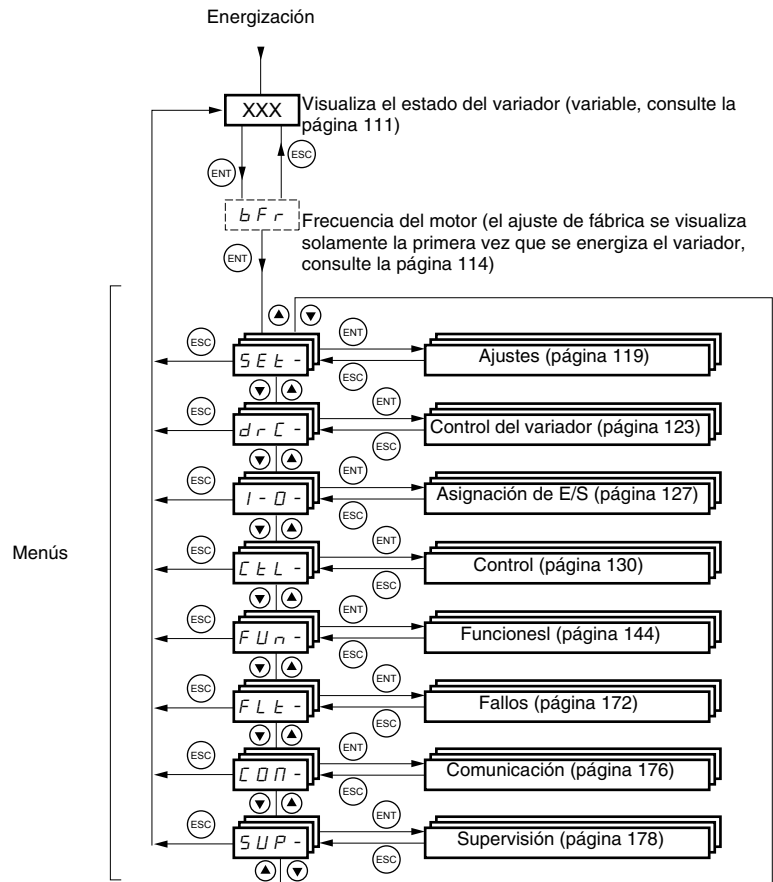 Energización
XXX
Visualiza el estado del variador (variable, consulte la
página 111)
ENT
ESC
bFr
Frecuencia del motor (el ajuste de fábrica se visualiza
solamente la primera vez que se energiza el variador,
consulte la página 114)
ENT
Menús
ESC
SEt-
ENT
ESC
Ajustes (página 119)
ESC
drC-
ENT
ESC
Control del variador (página 123)
ESC
I-O-
ENT
ESC
Asignación de E/S (página 127)
ESC
CtL-
ENT
ESC
Control (página 130)
ESC
FUn-
ENT
ESC
Funcionesl (página 144)
ESC
FLt-
ENT
ESC
Fallos (página 172)
ESC
COM-
ENT
ESC
Comunicación (página 176)
ESC
SUP-
ENT
ESC
Supervisión (página 178)